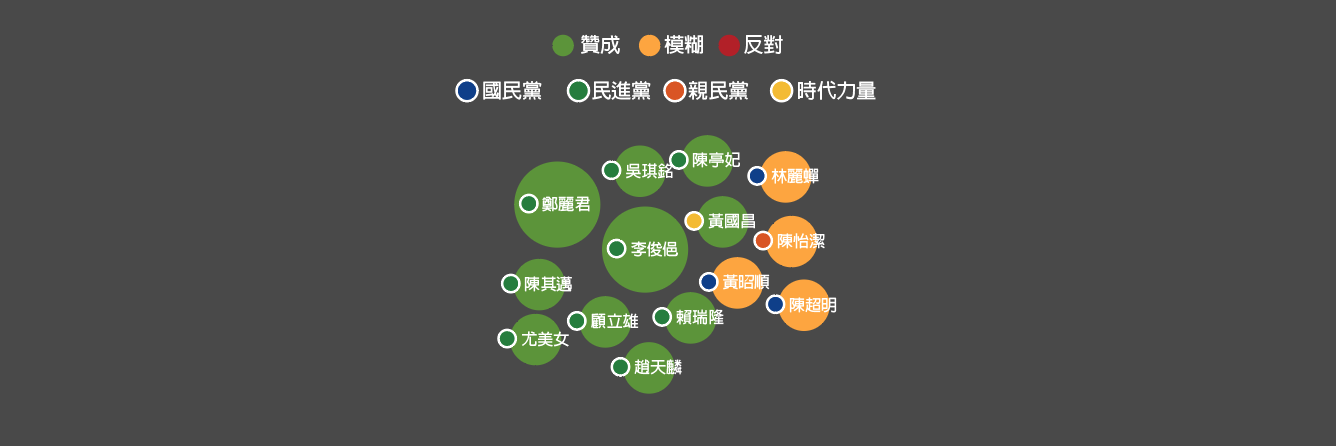 贊成 模糊 反對
國民黨 民進黨 親民黨 時代力量
陳亭妃
吳琪銘
林麗蟬
鄭麗君
黃國昌
陳怡潔
李俊俋
黃昭順
陳其邁
陳超明
賴瑞隆
顧立雄
尤美女
趙天麟